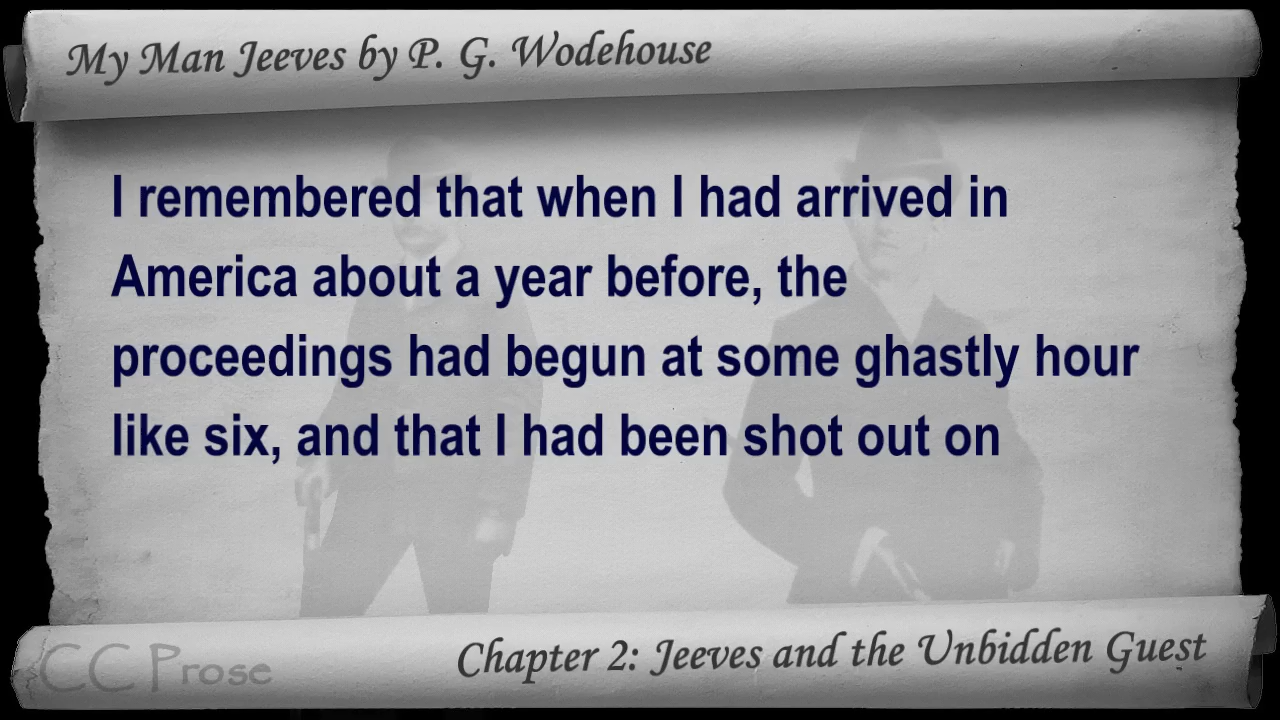 My Man Jeeves by P. G. Wodehouse
I remembered that when I had arrived in
America about a year before, the
proceedings had begun at some ghastly hour
like six, and that I had been shot out on
CC Prose
Chapter 2: Jeeves and the Unbidden Guest